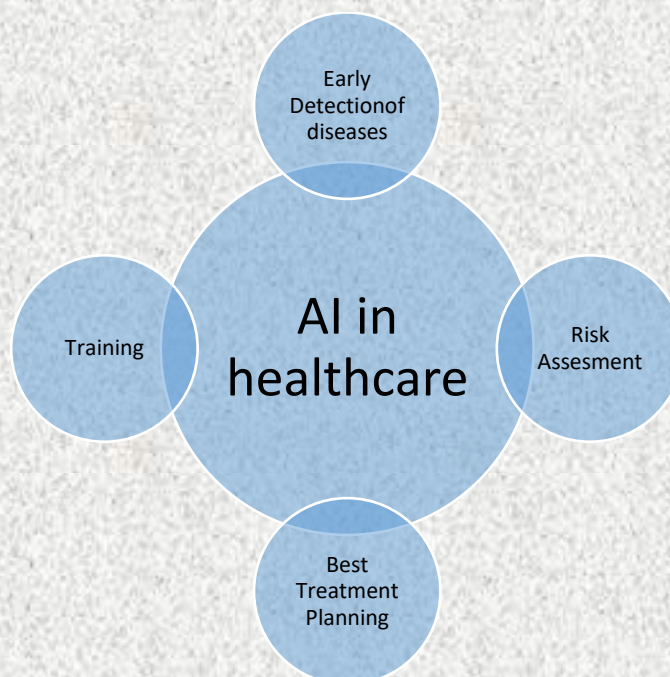 Early
Detectionof
diseases
AI in
healthcare
Training
Risk
Assesment
Best
Treatment
Planning